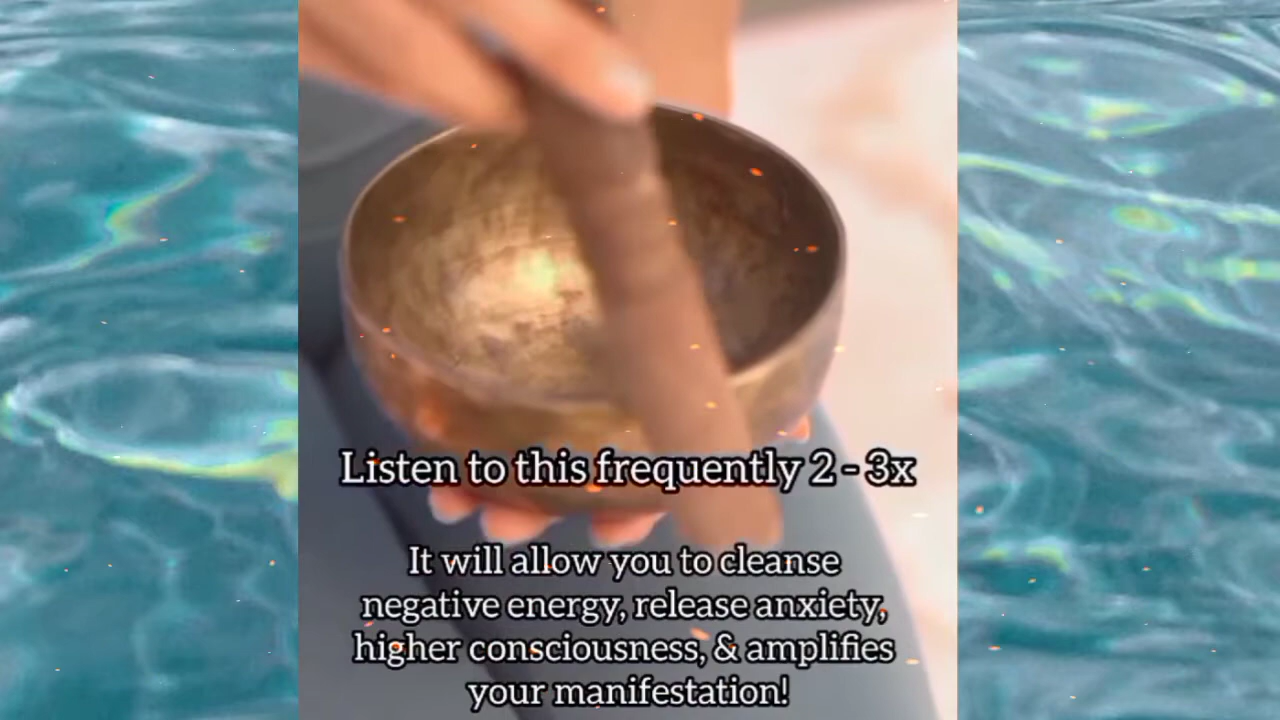 Listen to this frequently 2 - 3x
It will allow you to cleanse
negative energy, release anxiety,
higher consciousness, & amplifies
your manifestation!